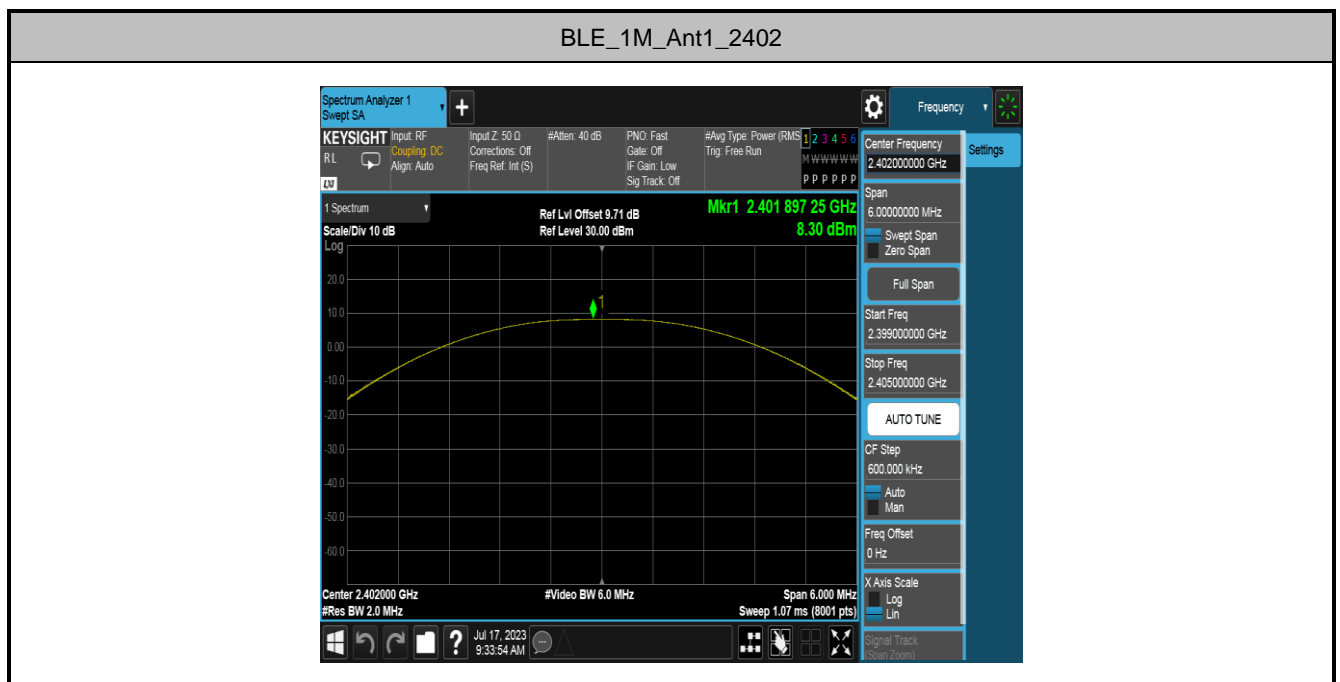 BLE_1M_Ant1_2402
Spectrum Analyzer 1
Swept SA
+
Frequency
KEYSIGHT
RL
LXI
Input: RF
Coupling: DC
Align: Auto
Input Z: 50 Ω
Corrections: Off
Freq Ref: Int (S)
#Atten: 40 dB
PNO: Fast
Gate: Off
IF Gain: Low
Sig Track: Off
#Avg Type: Power (RMS
Trig: Free Run
1 2 3 4 5 6
M W W W W W
P P P P P P
1 Spectrum
Scale/Div 10 dB
Log
Ref Lvl Offset 9.71 dB
Ref Level 30.00 dBm
Mkr1 2.401 897 25 GHz
8.30 dBm
20.0
10.0
0.00
-10.0
-20.0
-30.0
-40.0
-50.0
-60.0
1
Center 2.402000 GHz
#Res BW 2.0 MHz
#Video BW 6.0 MHz
Span 6.000 MHz
Sweep 1.07 ms (8001 pts)
Center Frequency
2.402000000 GHz
Settings
Span
6.00000000 MHz
Swept Span
Zero Span
Full Span
Start Freq
2.399000000 GHz
Stop Freq
2.405000000 GHz
AUTO TUNE
CF Step
600.000 kHz
Auto
Man
Freq Offset
0 Hz
X Axis Scale
Log
Lin
Signal Track
(Span Zoom)
?
Jul 17, 2023
9:33:54 AM